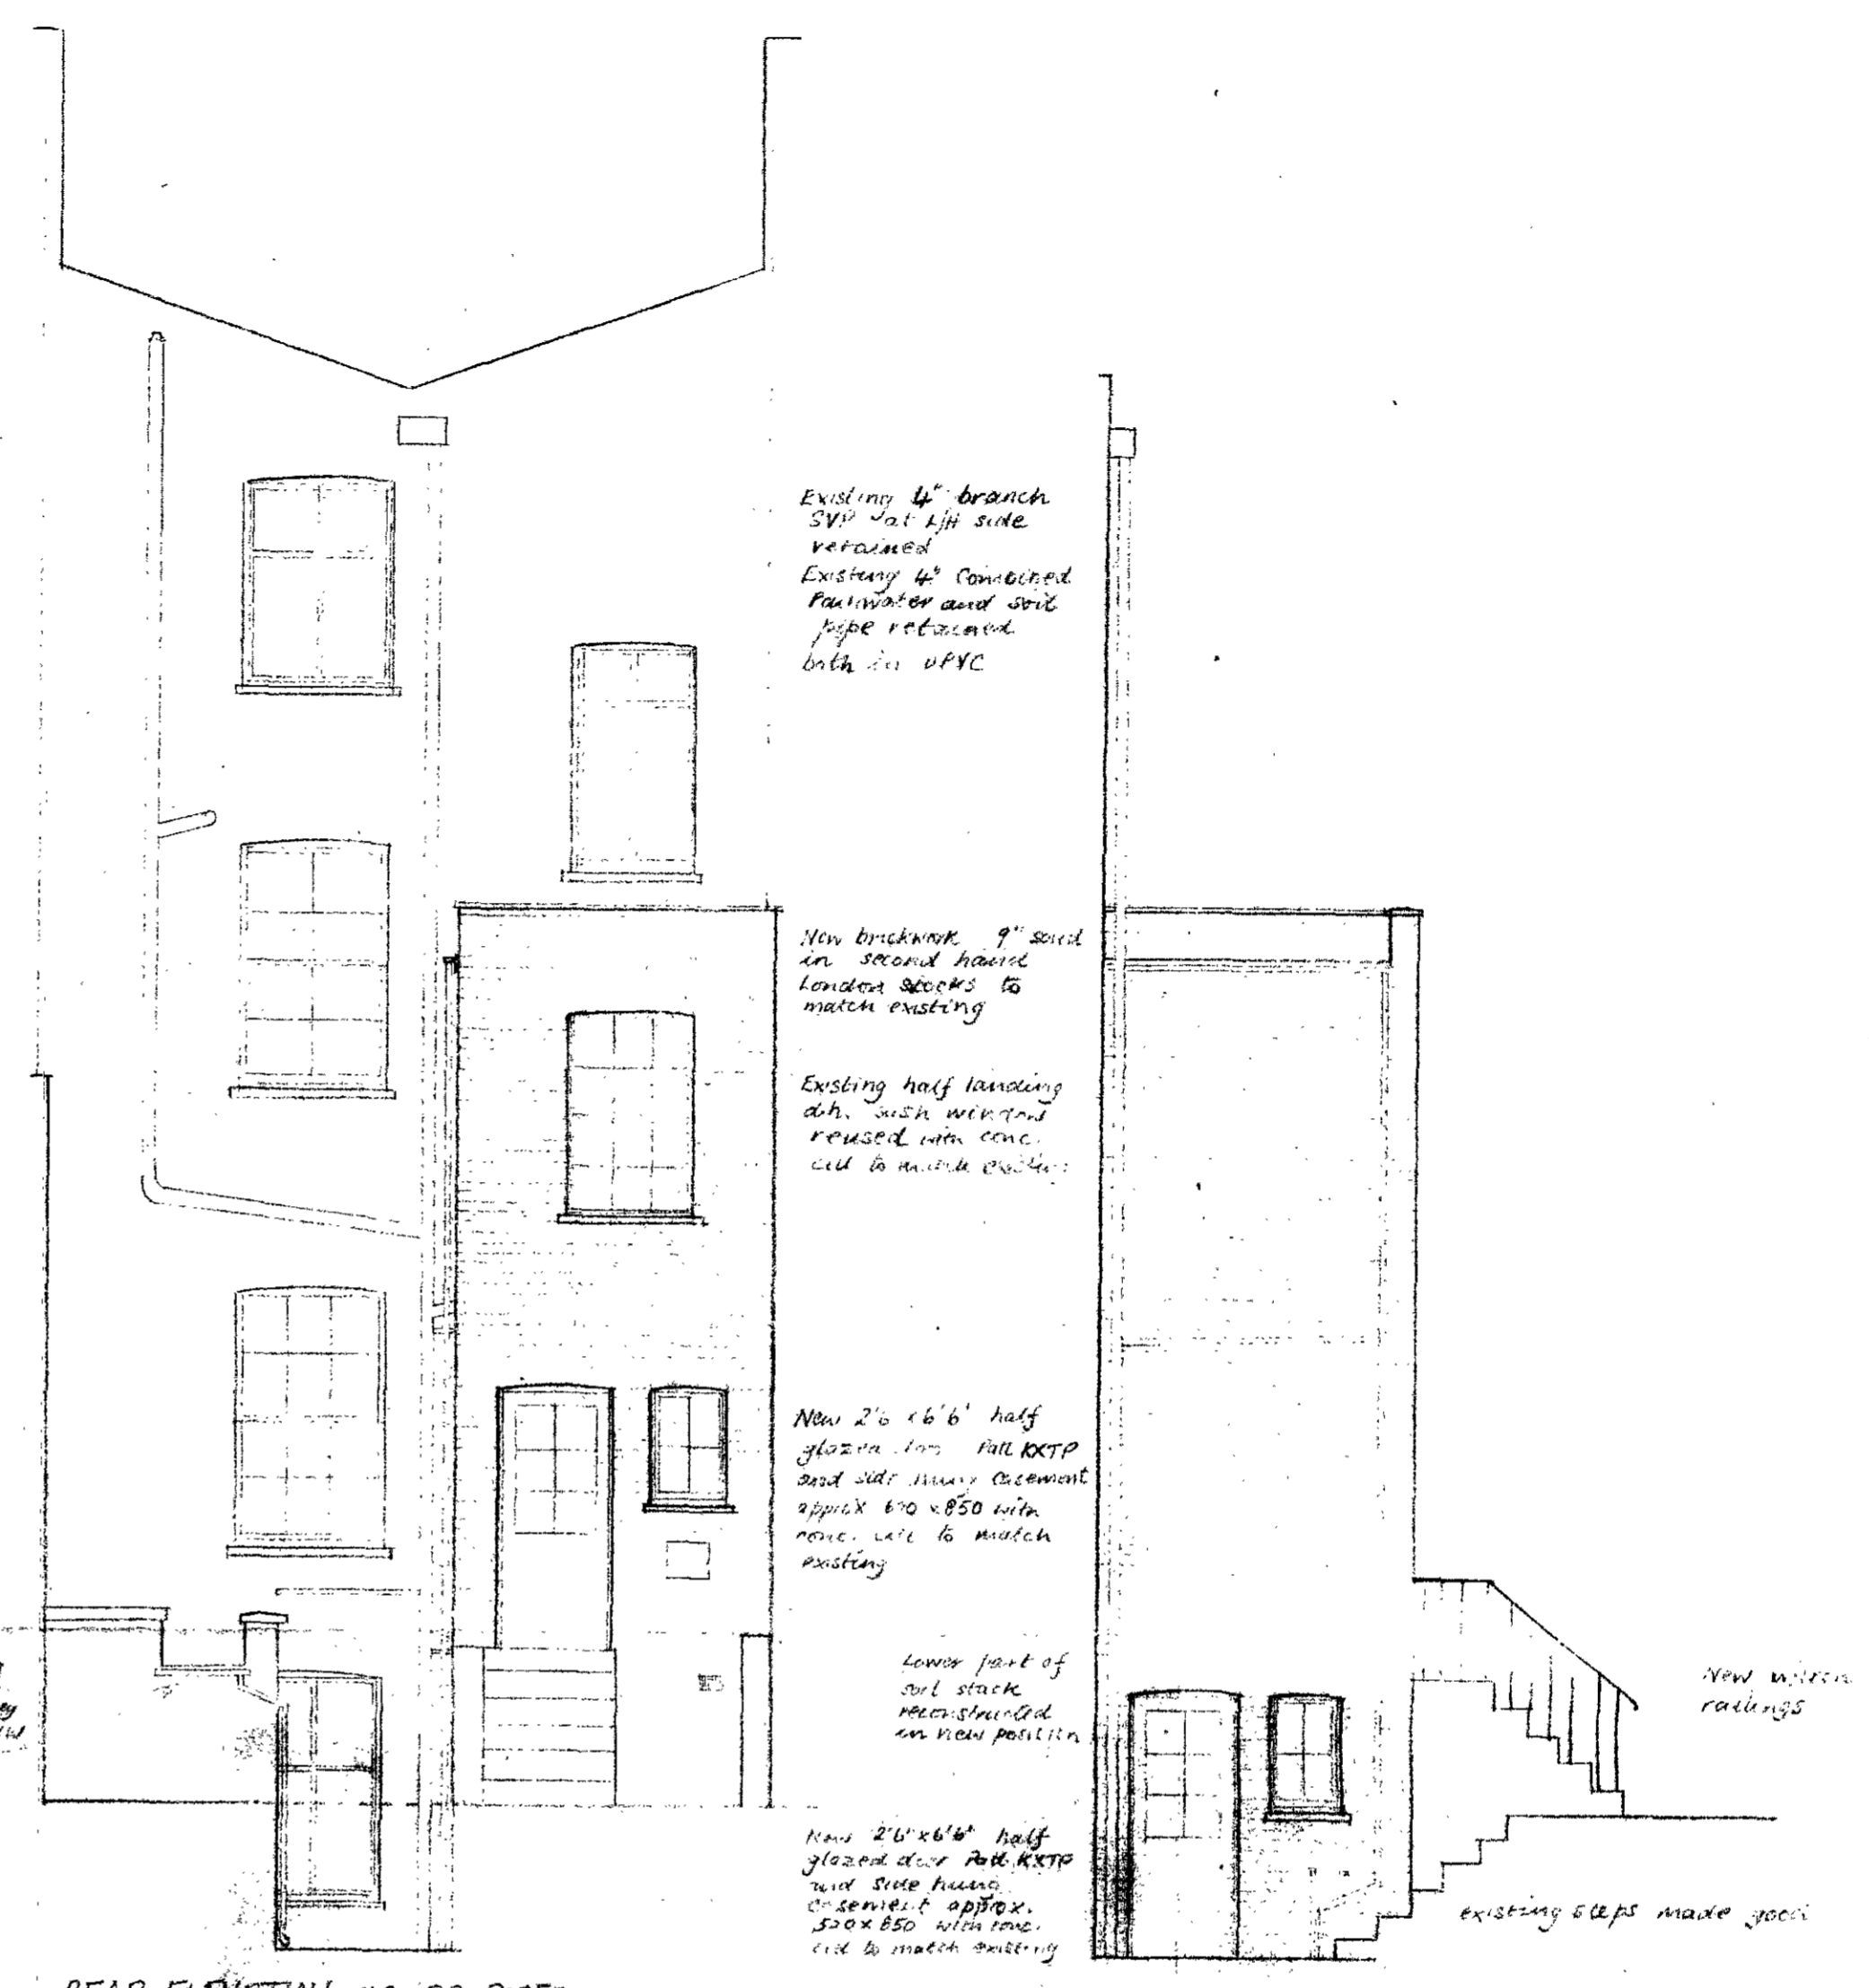 Existing 4" branch
SVP at L/H side
retained
Existing 4" Combined
Rainwater and soil
pipe retained
both in UPVC
New brickwork 9" solid
in second hand
London stocks to
match existing
Existing half landing
d.h. sash window
reused with conc.
cill to match existing
New 2'6 x 6'6" half
glazed Patt KXTP
and side hung casement
approx x 850 with
conc. cill to match
existing
Lower part of
soil stack
reconstructed
in new position
New
railings
New 2'6" x 6'6" half
glazed door Patt KXTP
and side hung
casement approx.
520 x 850 with conc.
cill to match existing
existing steps made good
REAR ELEVATION